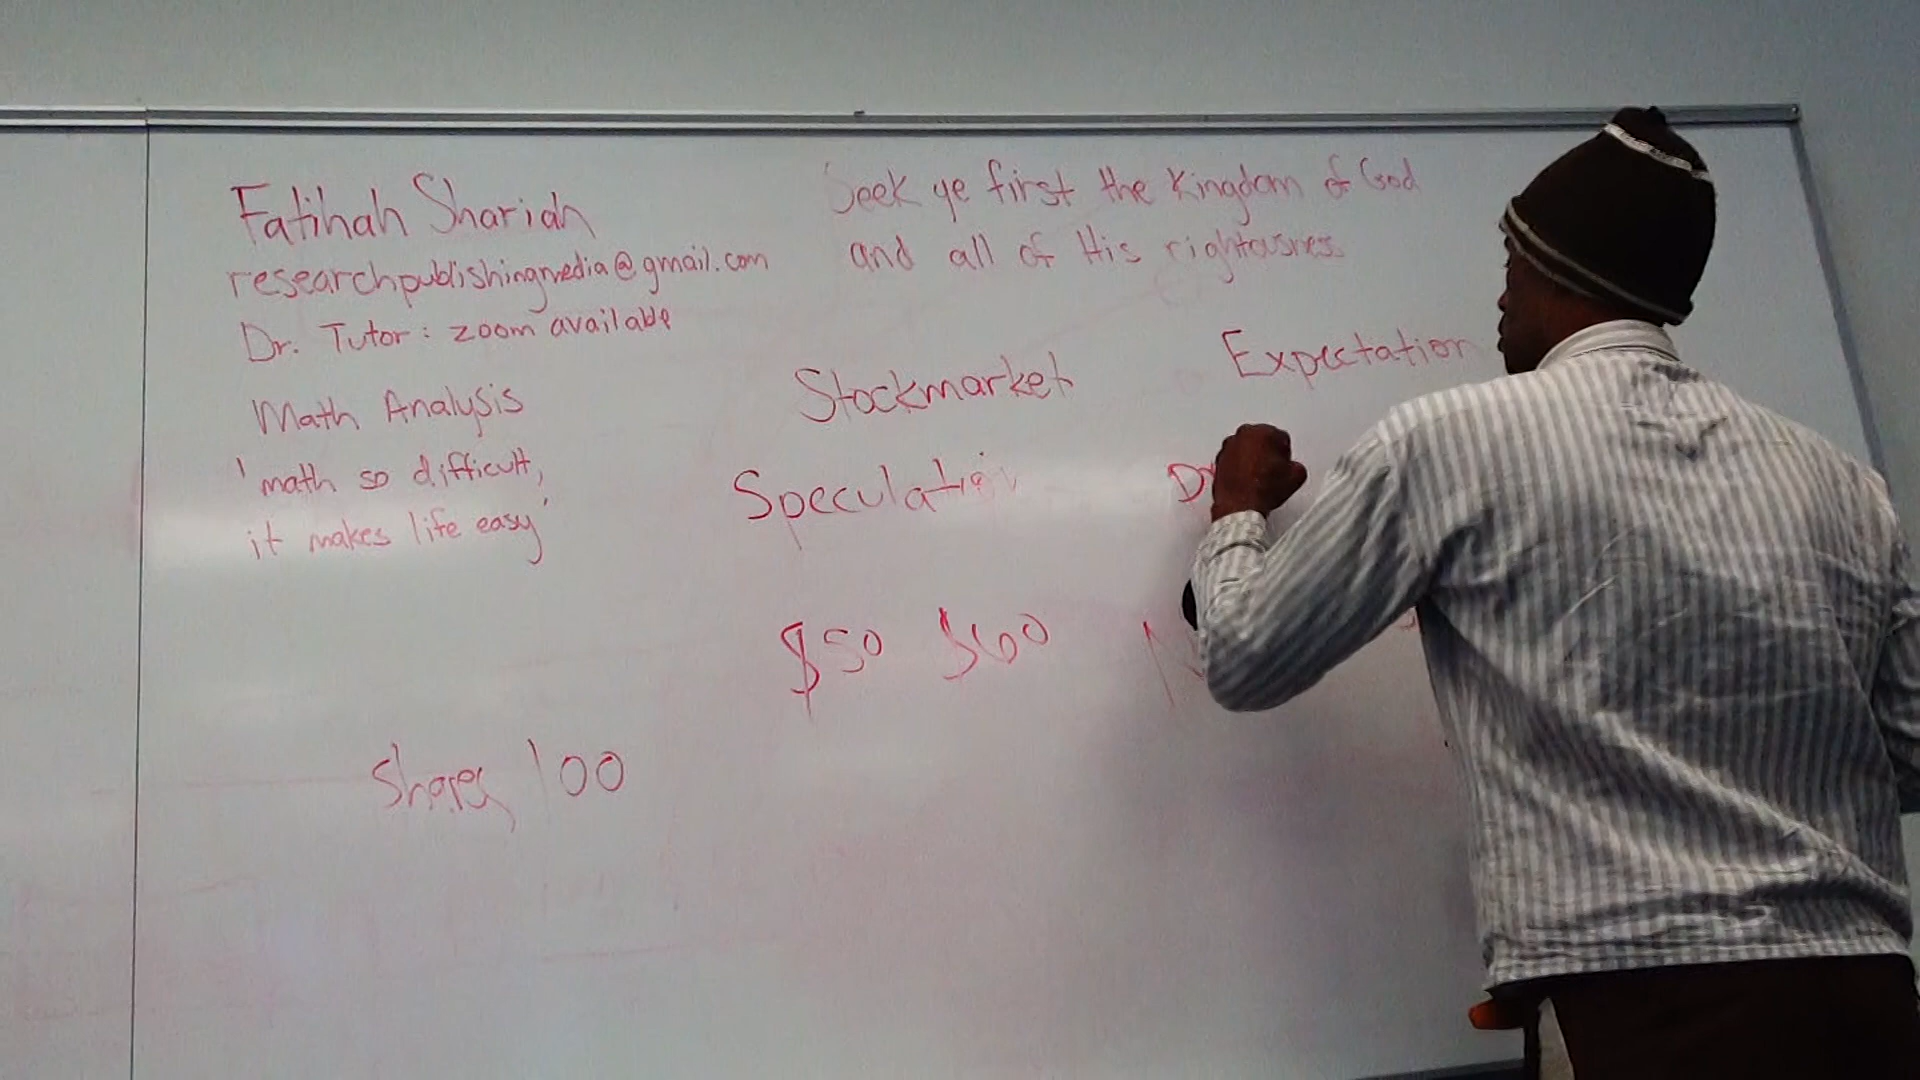 Fatihah Shariah
researchpublishingmedia@gmail.com
Dr. Tutor: zoom available
Math Analysis
'math so difficult,
it makes life easy'
Seek ye first the Kingdom of God
and all of His rightousness
Stockmarket
Expectation
Speculation
$50 $60
Shares 100